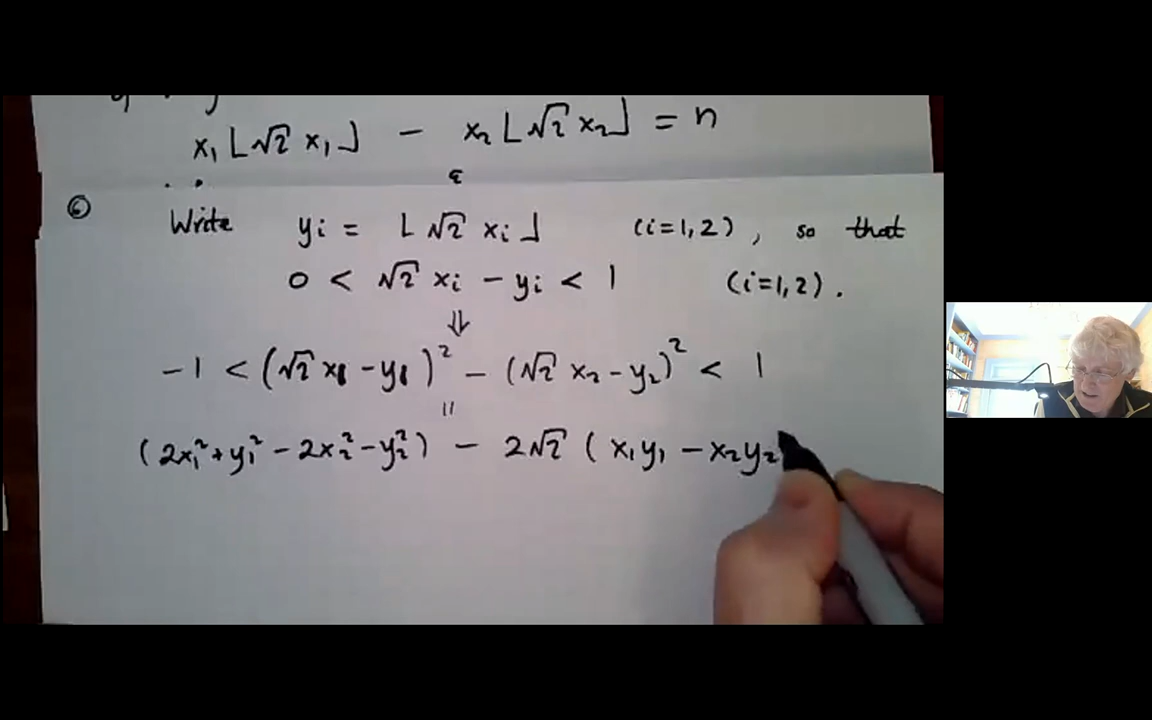 x₁ ⌊√2 x₁⌋ − x₂ ⌊√2 x₂⌋ = n
⑥ Write yi = ⌊√2 xi⌋ (i=1,2), so that
0 < √2 xi − yi < 1 (i=1,2).
⇓
−1 < (√2 x₁ − y₁)² − (√2 x₂ − y₂)² < 1
=
(2x₁² + y₁² − 2x₂² − y₂²) − 2√2 (x₁y₁ − x₂y₂